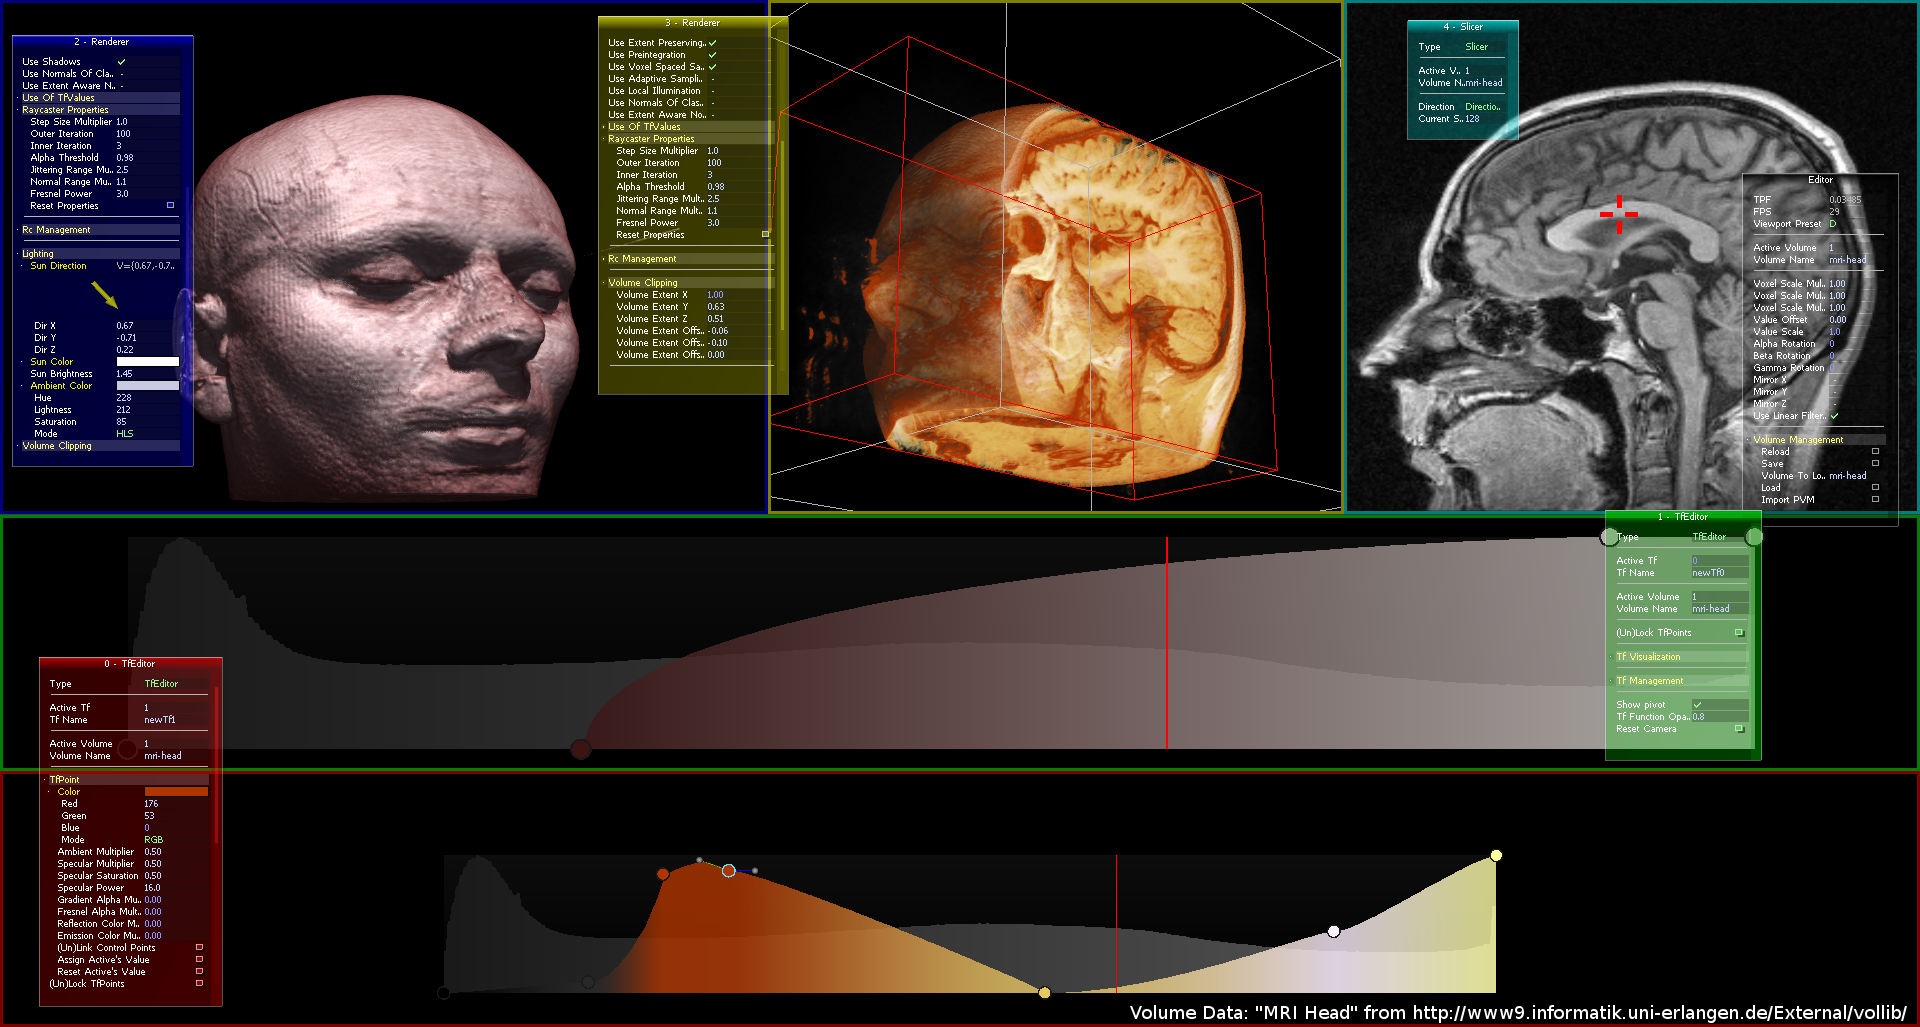 2 - Renderer
Use Shadows
Use Normals Of Cla.. -
Use Extent Aware N.. -
Use Of TfValues
Raycaster Properties
Step Size Multiplier 1.0
Outer Iteration 100
Inner Iteration 3
Alpha Threshold 0.98
Jittering Range Mu.. 2.5
Normal Range Mu.. 1.1
Fresnel Power 3.0
Reset Properties
Rc Management
Lighting
Sun Direction V={0.67,-0.7..
Dir X 0.67
Dir Y -0.71
Dir Z 0.22
Sun Color
Sun Brightness 1.45
Ambient Color
Hue 228
Lightness 212
Saturation 85
Mode HLS
Volume Clipping
3 - Renderer
Use Extent Preserving..
Use Preintegration
Use Voxel Spaced Sa..
Use Adaptive Sampli.. -
Use Local Illumination -
Use Normals Of Clas.. -
Use Extent Aware No.. -
Use Of TfValues
Raycaster Properties
Step Size Multiplier 1.0
Outer Iteration 100
Inner Iteration 3
Alpha Threshold 0.98
Jittering Range Mult.. 2.5
Normal Range Mult.. 1.1
Fresnel Power 3.0
Reset Properties
Rc Management
Volume Clipping
Volume Extent X 1.00
Volume Extent Y 0.63
Volume Extent Z 0.51
Volume Extent Offs.. -0.06
Volume Extent Offs.. -0.10
Volume Extent Offs.. 0.00
4 - Slicer
Type Slicer
Active V.. 1
Volume N.. mri-head
Direction Directio..
Current S.. 128
Editor
TPF 0.03485
FPS 29
Viewport Preset D
Active Volume 1
Volume Name mri-head
Voxel Scale Mul.. 1.00
Voxel Scale Mul.. 1.00
Voxel Scale Mul.. 1.00
Value Offset 0.00
Value Scale 1.0
Alpha Rotation 0
Beta Rotation 0
Gamma Rotation 0
Mirror X -
Mirror Y -
Mirror Z -
Use Linear Filter..
Volume Management
Reload
Save
Volume To Lo.. mri-head
Load
Import PVM
1 - TfEditor
Type TfEditor
Active Tf 0
Tf Name newTf0
Active Volume 1
Volume Name mri-head
(Un)Lock TfPoints
Tf Visualization
Tf Management
Show pivot
Tf Function Opa.. 0.8
Reset Camera
0 - TfEditor
Type TfEditor
Active Tf 1
Tf Name newTf1
Active Volume 1
Volume Name mri-head
TfPoint
Color
Red 176
Green 53
Blue 0
Mode RGB
Ambient Multiplier 0.50
Specular Multiplier 0.50
Specular Saturation 0.50
Specular Power 16.0
Gradient Alpha Mu.. 0.00
Fresnel Alpha Mult.. 0.00
Reflection Color M.. 0.00
Emission Color Mu.. 0.00
(Un)Link Control Points
Assign Active's Value
Reset Active's Value
(Un)Lock TfPoints
Volume Data: "MRI Head" from http://www9.informatik.uni-erlangen.de/External/vollib/